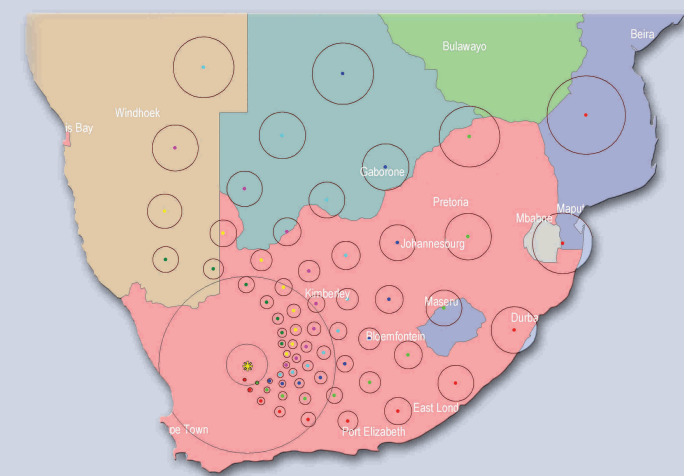 Beira
Bulawayo
Windhoek
is Bay
Gaborone
Pretoria
Maput
Mbabne
Johannesourg
Kimberley
Maseru
Durba
Bloemfontein
East Lond
pe Town
Port Elizabeth